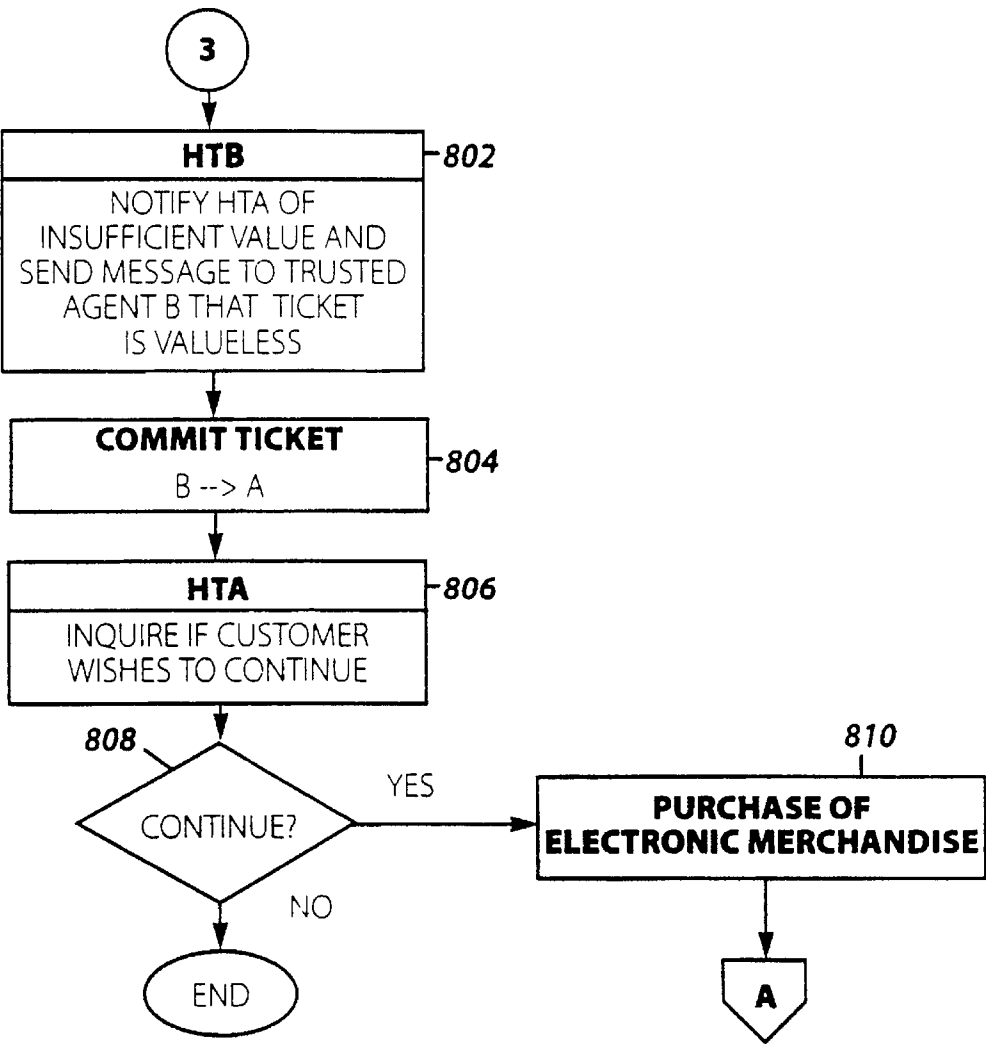 3
HTB
802
NOTIFY HTA OF
INSUFFICIENT VALUE AND
SEND MESSAGE TO TRUSTED
AGENT B THAT TICKET
IS VALUELESS
COMMIT TICKET
804
B --> A
HTA
806
INQUIRE IF CUSTOMER
WISHES TO CONTINUE
808
810
YES
CONTINUE?
PURCHASE OF
ELECTRONIC MERCHANDISE
NO
END
A